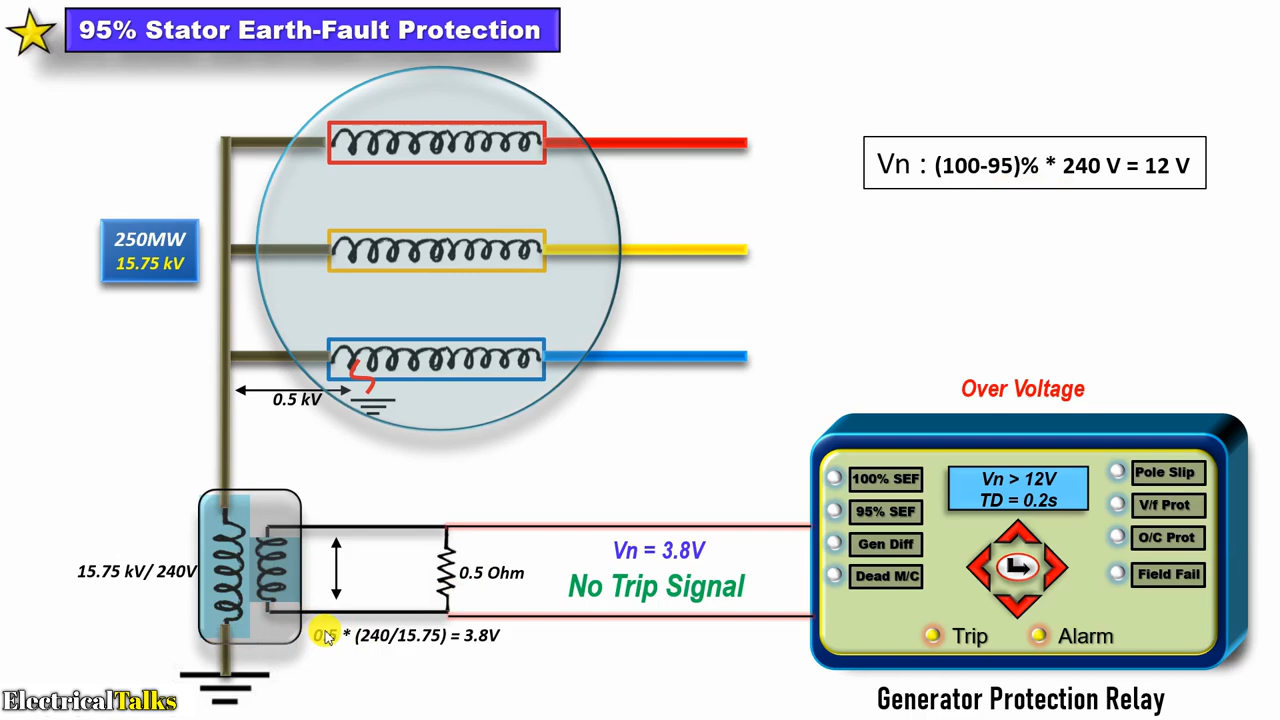 95% Stator Earth-Fault Protection
Vn : (100-95)% * 240 V = 12 V
250MW
15.75 kV
0.5 kV
Over Voltage
100% SEF
95% SEF
Gen Diff
Dead M/C
Vn > 12V
TD = 0.2s
Pole Slip
V/f Prot
O/C Prot
Field Fail
Trip
Alarm
15.75 kV/ 240V
0.5 Ohm
Vn = 3.8V
No Trip Signal
0.5 * (240/15.75) = 3.8V
Generator Protection Relay
ElectricalTalks